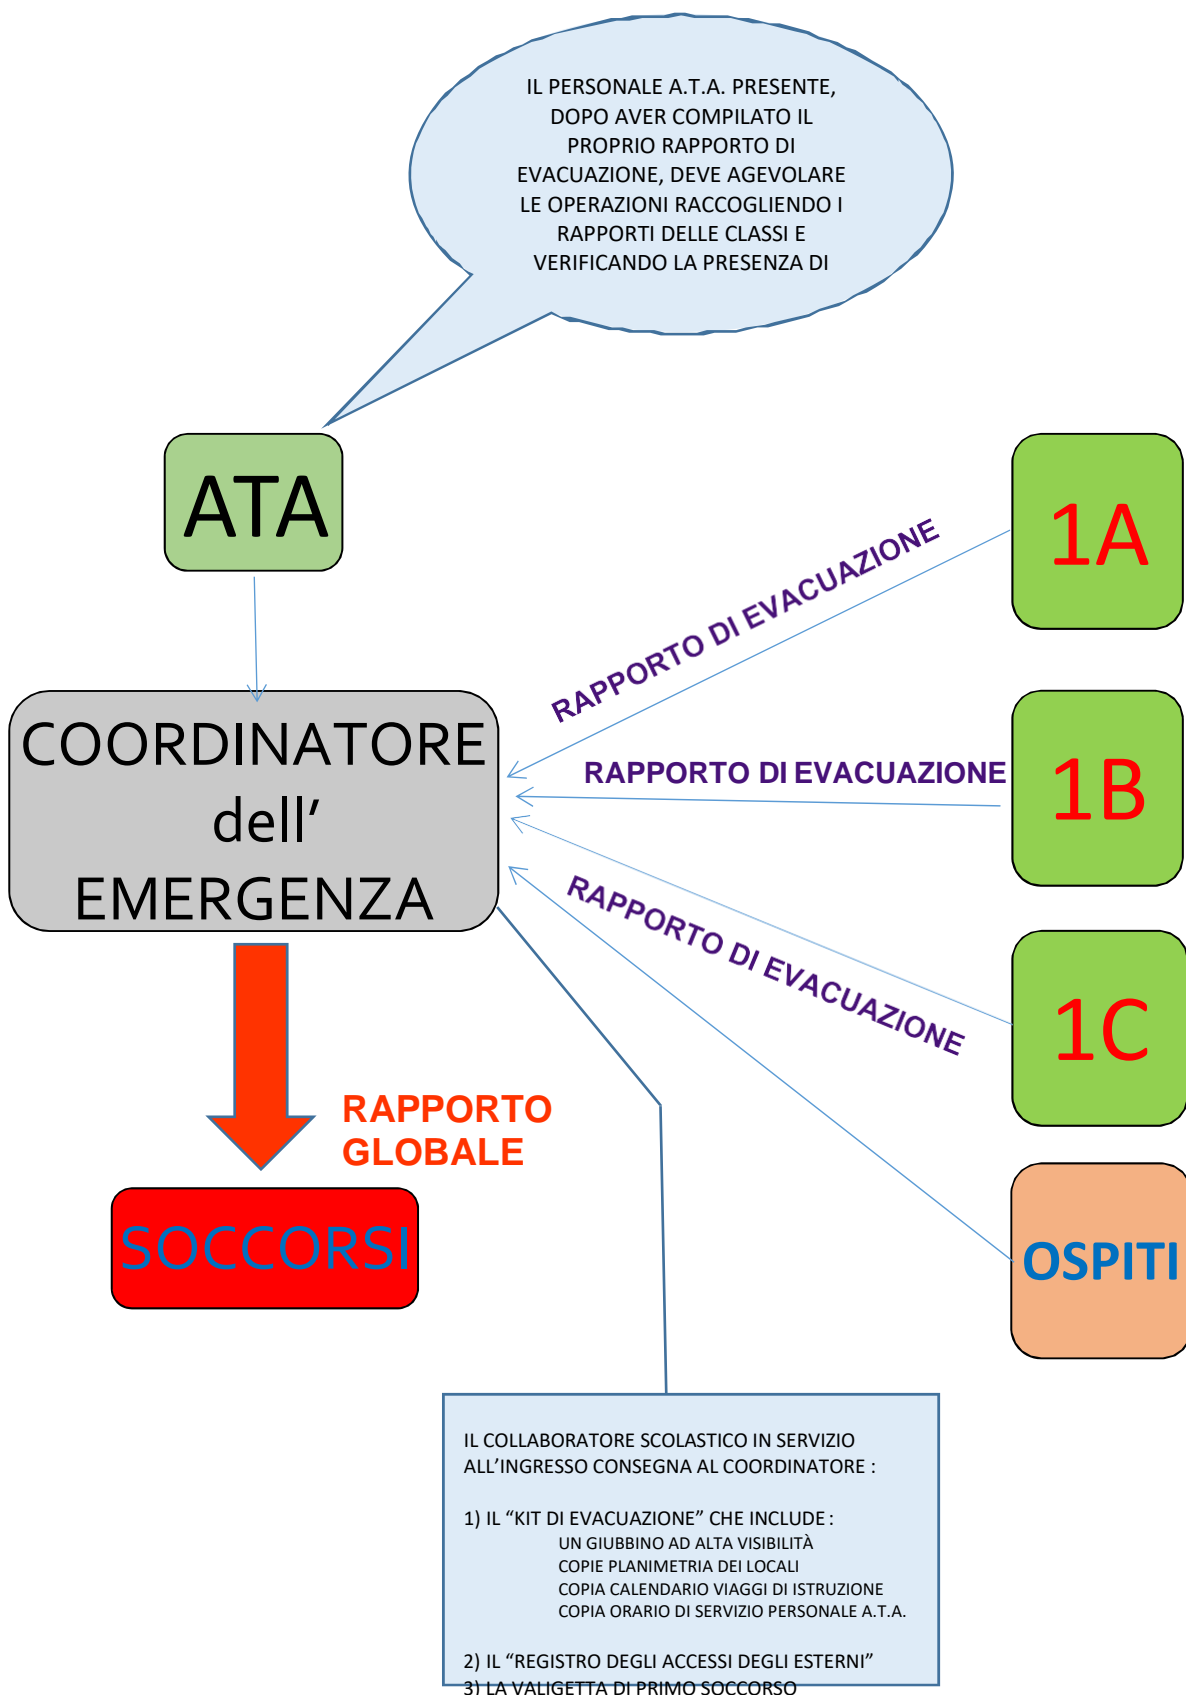 IL PERSONALE A.T.A. PRESENTE,
DOPO AVER COMPILATO IL
PROPRIO RAPPORTO DI
EVACUAZIONE, DEVE AGEVOLARE
LE OPERAZIONI RACCOGLIENDO I
RAPPORTI DELLE CLASSI E
VERIFICANDO LA PRESENZA DI
ATA
1A
RAPPORTO DI EVACUAZIONE
COORDINATORE
dell’
EMERGENZA
RAPPORTO DI EVACUAZIONE
1B
RAPPORTO DI EVACUAZIONE
1C
RAPPORTO
GLOBALE
SOCCORSI
OSPITI
IL COLLABORATORE SCOLASTICO IN SERVIZIO
ALL’INGRESSO CONSEGNA AL COORDINATORE :
1) IL “KIT DI EVACUAZIONE” CHE INCLUDE :
UN GIUBBINO AD ALTA VISIBILITÀ
COPIE PLANIMETRIA DEI LOCALI
COPIA CALENDARIO VIAGGI DI ISTRUZIONE
COPIA ORARIO DI SERVIZIO PERSONALE A.T.A.
2) IL “REGISTRO DEGLI ACCESSI DEGLI ESTERNI”
3) LA VALIGETTA DI PRIMO SOCCORSO